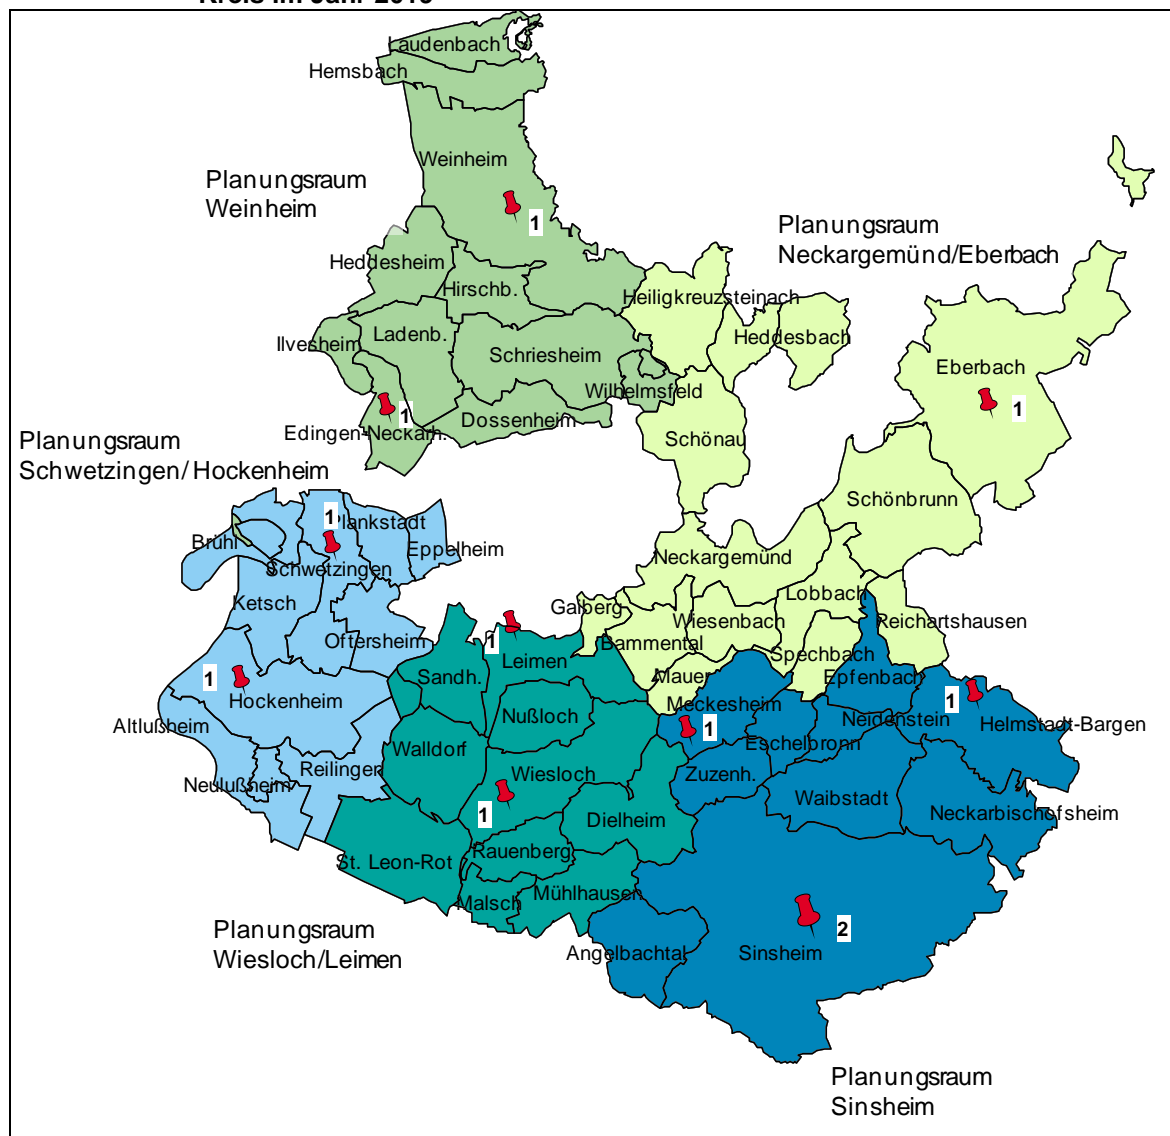 Laudenbach
Hemsbach
Weinheim
Planungsraum
Weinheim
1
Planungsraum
Neckargemünd/Eberbach
Heddesheim
Hirschb.
Heiligkreuzsteinach
Ilvesheim
Ladenb.
Heddesbach
Schriesheim
Eberbach
Wilhelmsfeld
1
1
Edingen-Neckarh.
Dossenheim
Schönau
Planungsraum
Schwetzingen/Hockenheim
Schönbrunn
1
Plankstadt
Brühl
Eppelheim
Schwetzingen
Neckargemünd
Ketsch
Lobbach
Galberg
Wiesenbach
Reichartshausen
Oftersheim
1
Bammental
Leimen
Spechbach
Sandh.
Mauer
Epfenbach
1
Hockenheim
Meckesheim
1
Altlußheim
Nußloch
1
Neidenstein
Helmstadt-Bargen
Walldorf
Eschelbronn
Reilingen
Wiesloch
Zuzenh.
Neulußheim
Waibstadt
1
Dielheim
Neckarbischofsheim
St. Leon-Rot
Rauenberg
Malsch
Mühlhausen
2
Planungsraum
Wiesloch/Leimen
Angelbachtal
Sinsheim
Planungsraum
Sinsheim